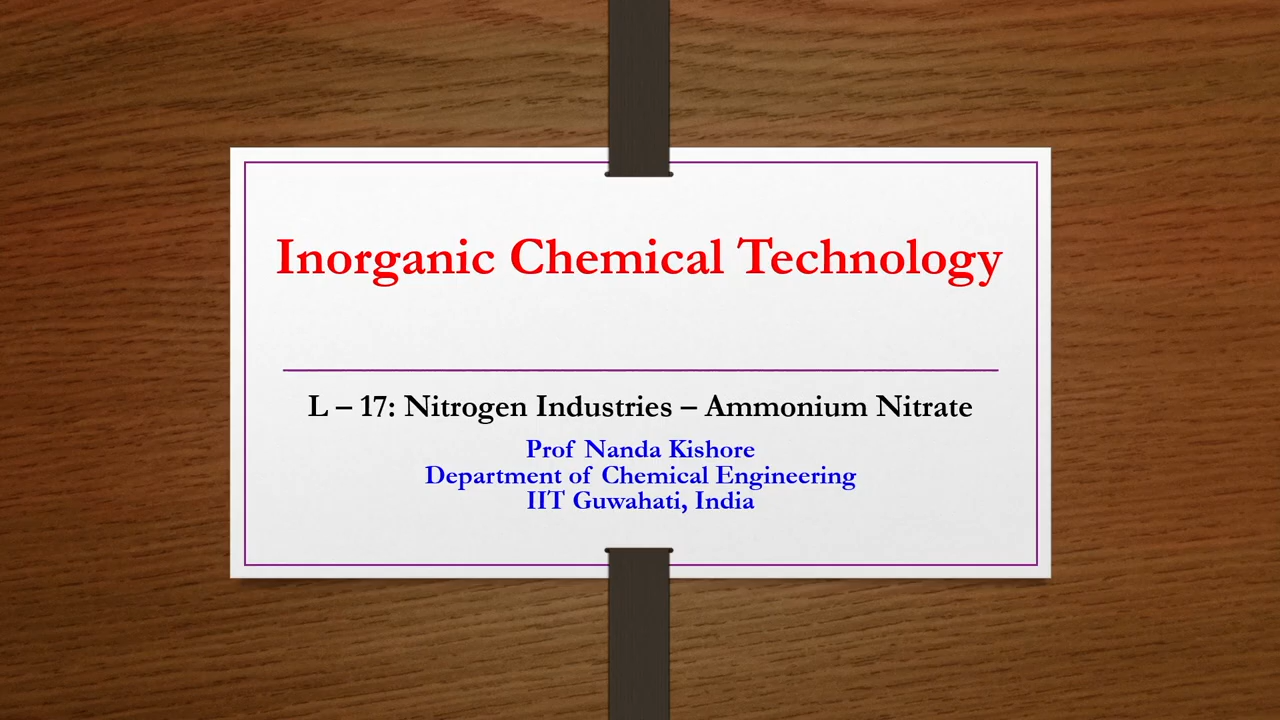 Inorganic Chemical Technology
L – 17: Nitrogen Industries – Ammonium Nitrate
Prof Nanda Kishore
Department of Chemical Engineering
IIT Guwahati, India